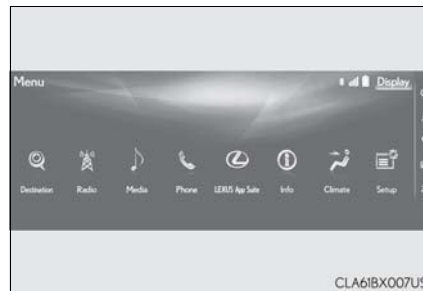 Menu
Display
Destination Radio Media Phone LEXUS App Suite Info Climate Setup
CLA61BX007US